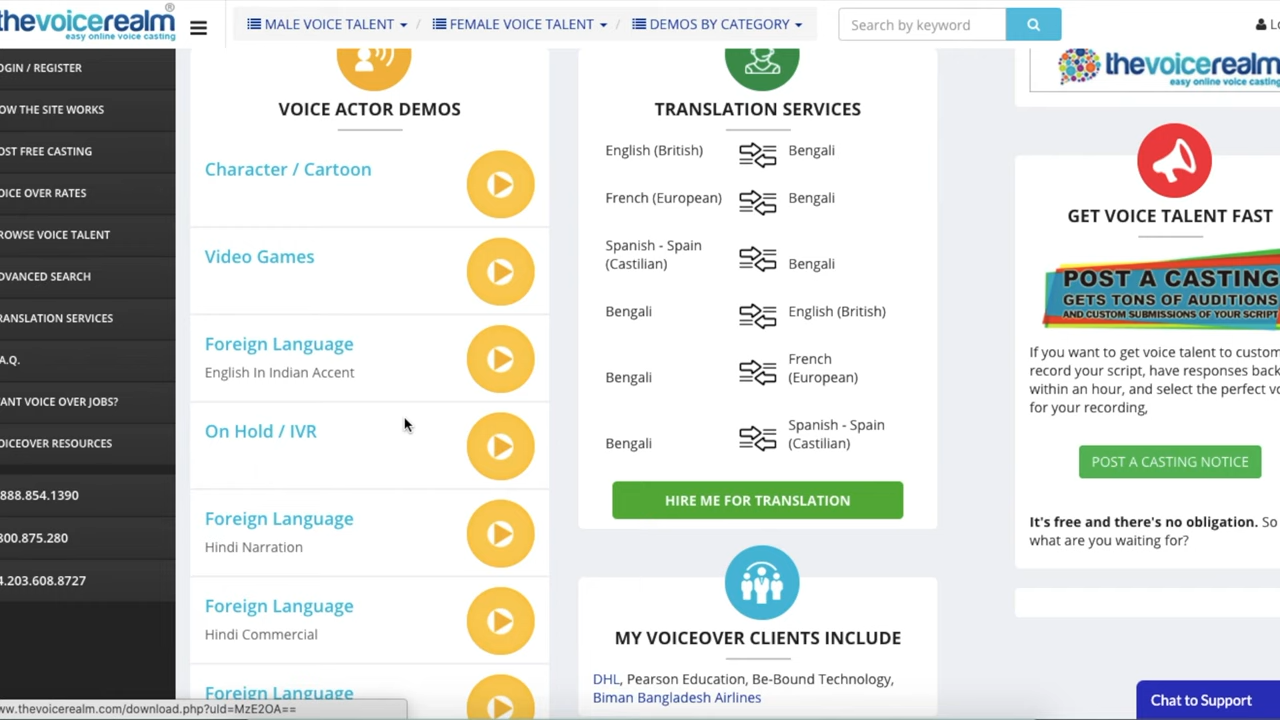 thevoicerealm®
easy online voice casting
MALE VOICE TALENT
/
FEMALE VOICE TALENT
/
DEMOS BY CATEGORY
Search by keyword
OGIN / REGISTER
OW THE SITE WORKS
OST FREE CASTING
OICE OVER RATES
ROWSE VOICE TALENT
DVANCED SEARCH
RANSLATION SERVICES
.A.Q.
ANT VOICE OVER JOBS?
OICEOVER RESOURCES
888.854.1390
800.875.280
4.203.608.8727
VOICE ACTOR DEMOS
Character / Cartoon
Video Games
Foreign Language
English In Indian Accent
On Hold / IVR
Foreign Language
Hindi Narration
Foreign Language
Hindi Commercial
Foreign Language
TRANSLATION SERVICES
English (British) Bengali
French (European) Bengali
Spanish - Spain
(Castilian) Bengali
Bengali English (British)
Bengali French
(European)
Bengali Spanish - Spain
(Castilian)
HIRE ME FOR TRANSLATION
MY VOICEOVER CLIENTS INCLUDE
DHL, Pearson Education, Be-Bound Technology,
Biman Bangladesh Airlines
thevoicerealm
easy online voice casting
GET VOICE TALENT FAST
POST A CASTING
GETS TONS OF AUDITIONS
AND CUSTOM SUBMISSIONS OF YOUR SCRIPT
If you want to get voice talent to custom
record your script, have responses back
within an hour, and select the perfect vo
for your recording,
POST A CASTING NOTICE
It's free and there's no obligation. So
what are you waiting for?
Chat to Support
ww.thevoicerealm.com/download.php?uld=MzE2OA==